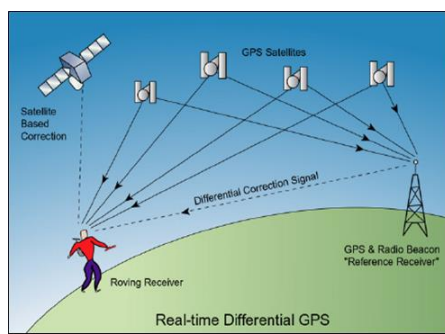 GPS Satellites
Satellite
Based
Correction
Differential Correction Signal
GPS & Radio Beacon
"Reference Receiver"
Roving Receiver
Real-time Differential GPS